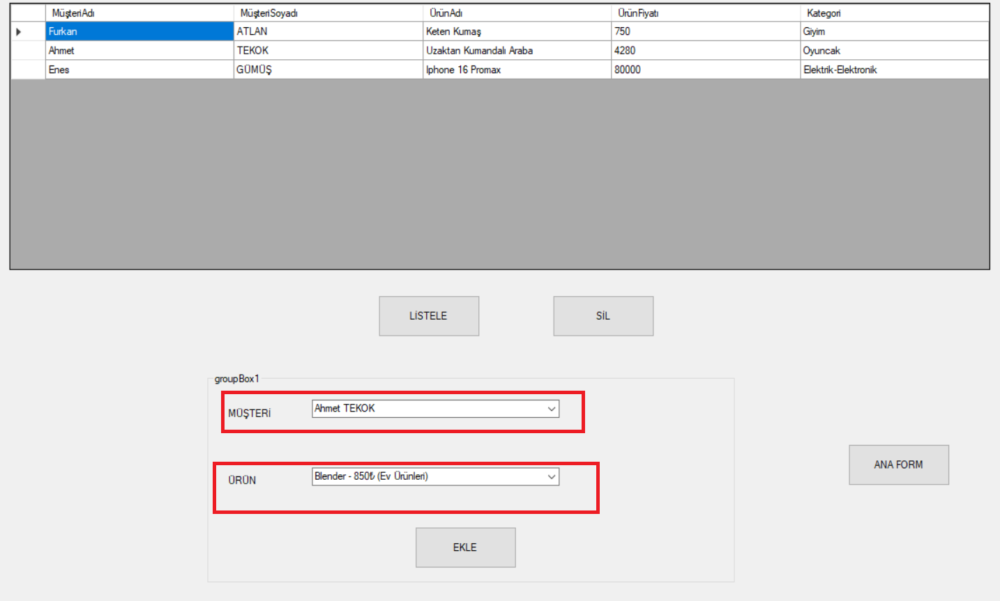 MüşteriAdı MüşteriSoyadı ÜrünAdı ÜrünFiyatı Kategori
Furkan ATLAN Keten Kumaş 750 Giyim
Ahmet TEKOK Uzaktan Kumandalı Araba 4280 Oyuncak
Enes GÜMÜŞ Iphone 16 Promax 80000 Elektrik-Elektronik
LİSTELE SİL
groupBox1
MÜŞTERİ Ahmet TEKOK
ÜRÜN Blender - 850₺ (Ev Ürünleri)
ANA FORM
EKLE